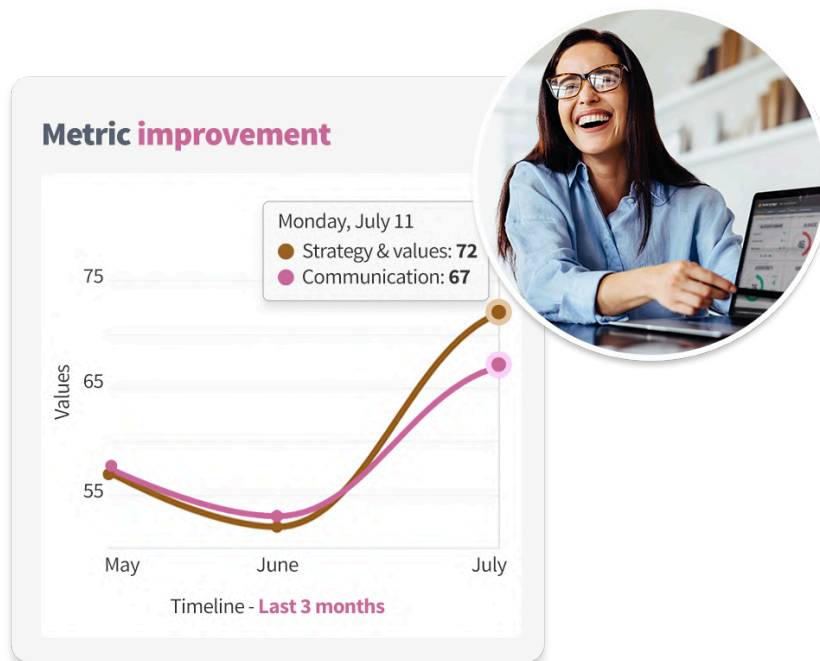 Metric improvement
Monday, July 11
Strategy & values: 72
Communication: 67
75
65
55
Values
May June July
Timeline - Last 3 months